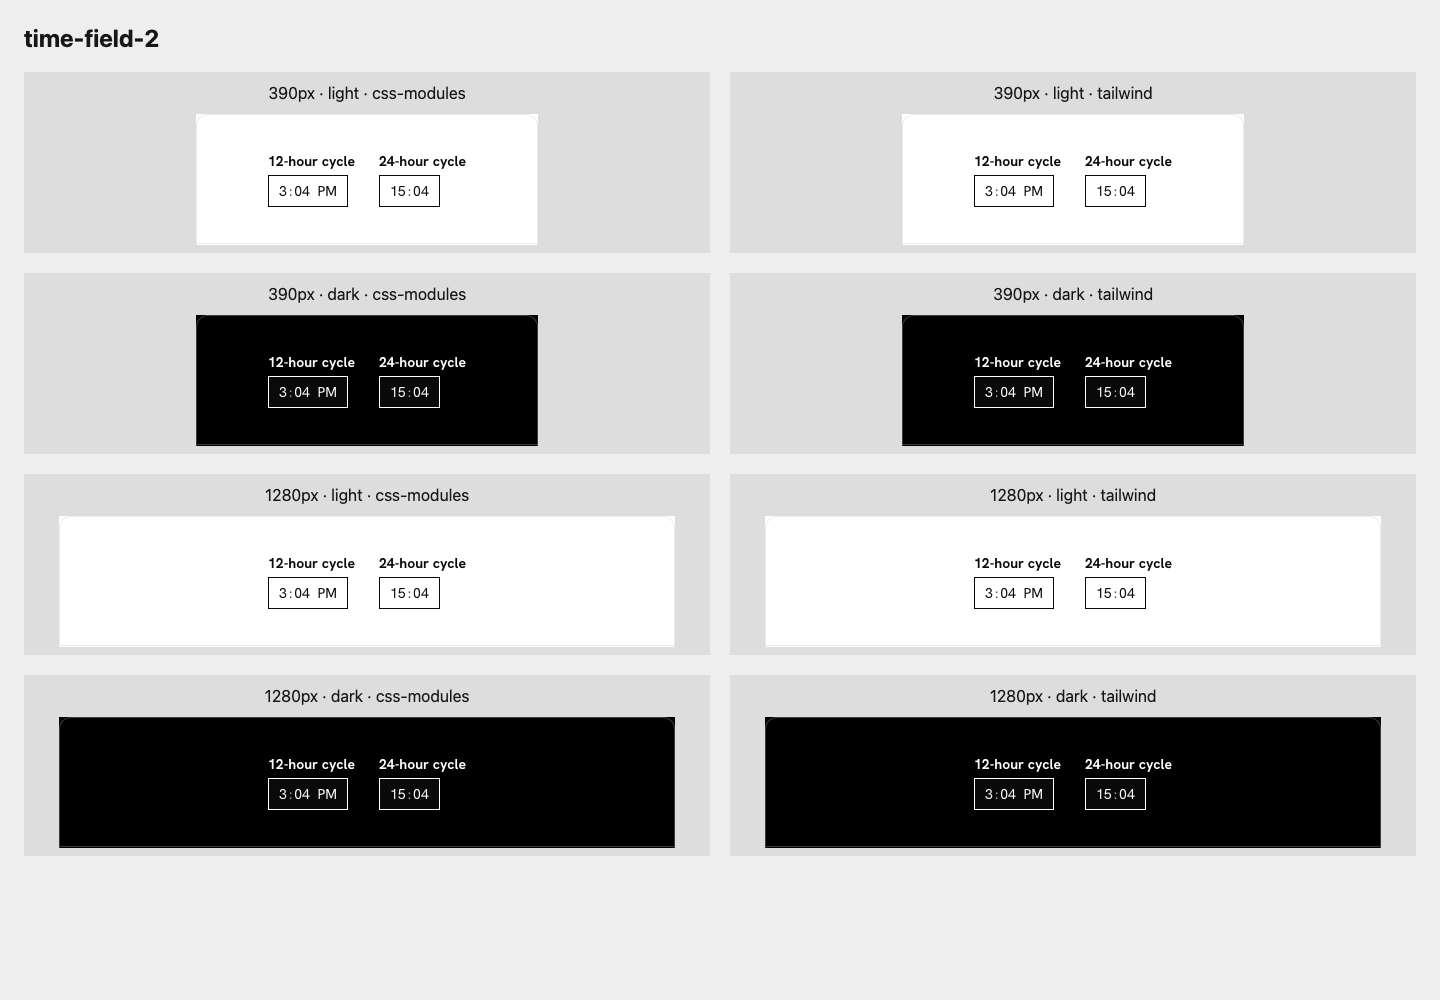 time-field-2
390px · light · css-modules
12-hour cycle 24-hour cycle
3:04 PM 15:04
390px · light · tailwind
12-hour cycle 24-hour cycle
3:04 PM 15:04
390px · dark · css-modules
12-hour cycle 24-hour cycle
3:04 PM 15:04
390px · dark · tailwind
12-hour cycle 24-hour cycle
3:04 PM 15:04
1280px · light · css-modules
12-hour cycle 24-hour cycle
3:04 PM 15:04
1280px · light · tailwind
12-hour cycle 24-hour cycle
3:04 PM 15:04
1280px · dark · css-modules
12-hour cycle 24-hour cycle
3:04 PM 15:04
1280px · dark · tailwind
12-hour cycle 24-hour cycle
3:04 PM 15:04